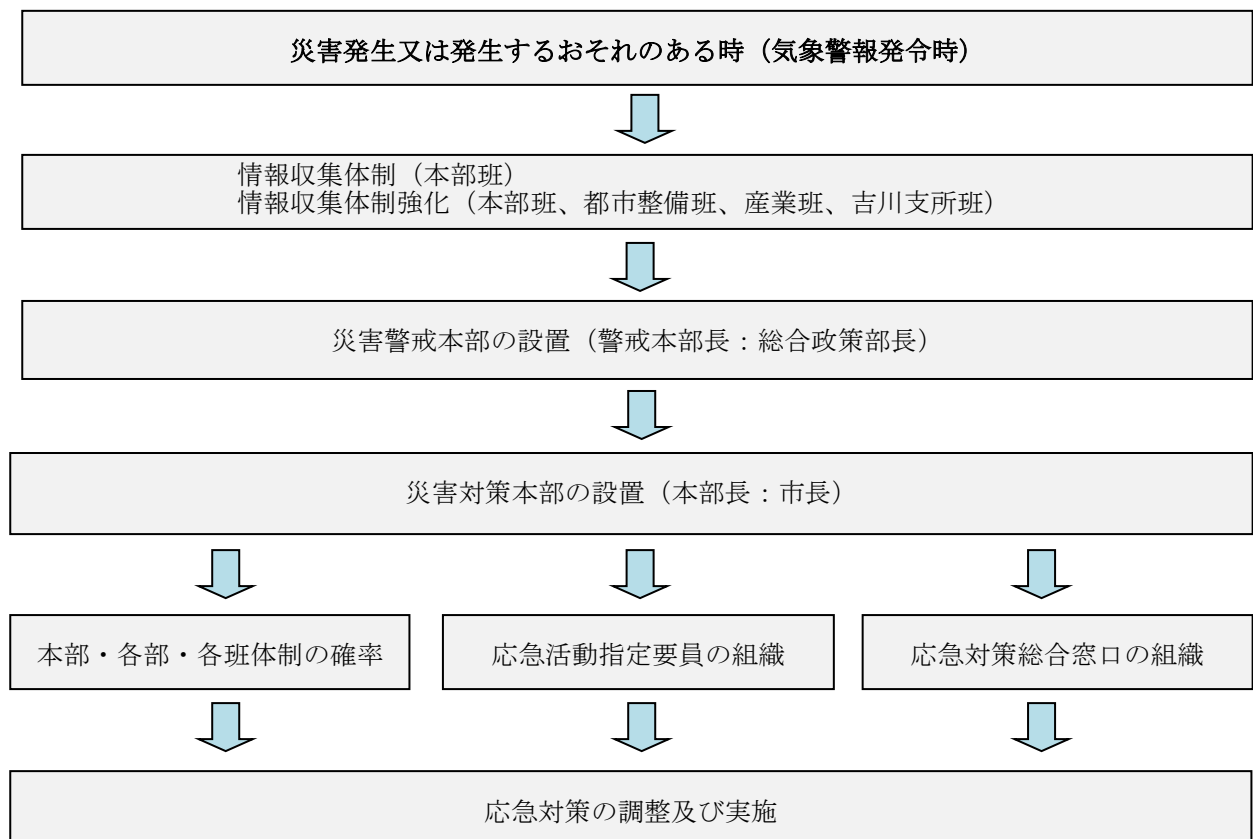 災害発生又は発生するおそれのある時（気象警報発令時）
情報収集体制（本部班）
情報収集体制強化（本部班、都市整備班、産業班、吉川支所班）
災害警戒本部の設置（警戒本部長：総合政策部長）
災害対策本部の設置（本部長：市長）
本部・各部・各班体制の確率
応急活動指定要員の組織
応急対策総合窓口の組織
応急対策の調整及び実施